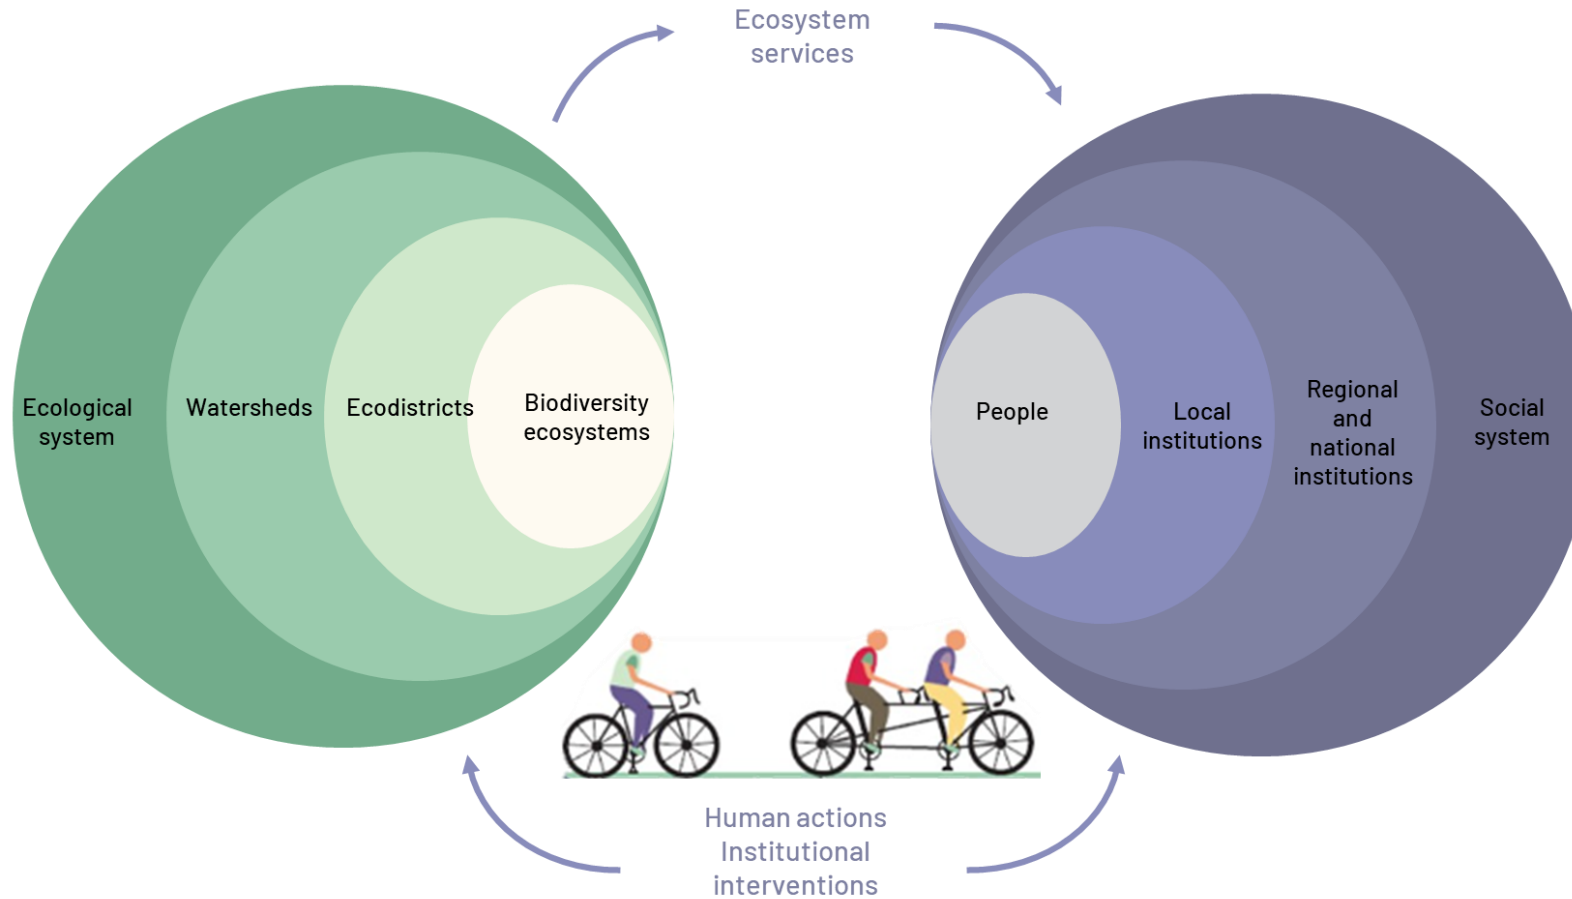 Ecosystem
services
Ecological
system
Watersheds
Ecodistricts
Biodiversity
ecosystems
People
Local
institutions
Regional
and
national
institutions
Social
system
Human actions
Institutional
interventions